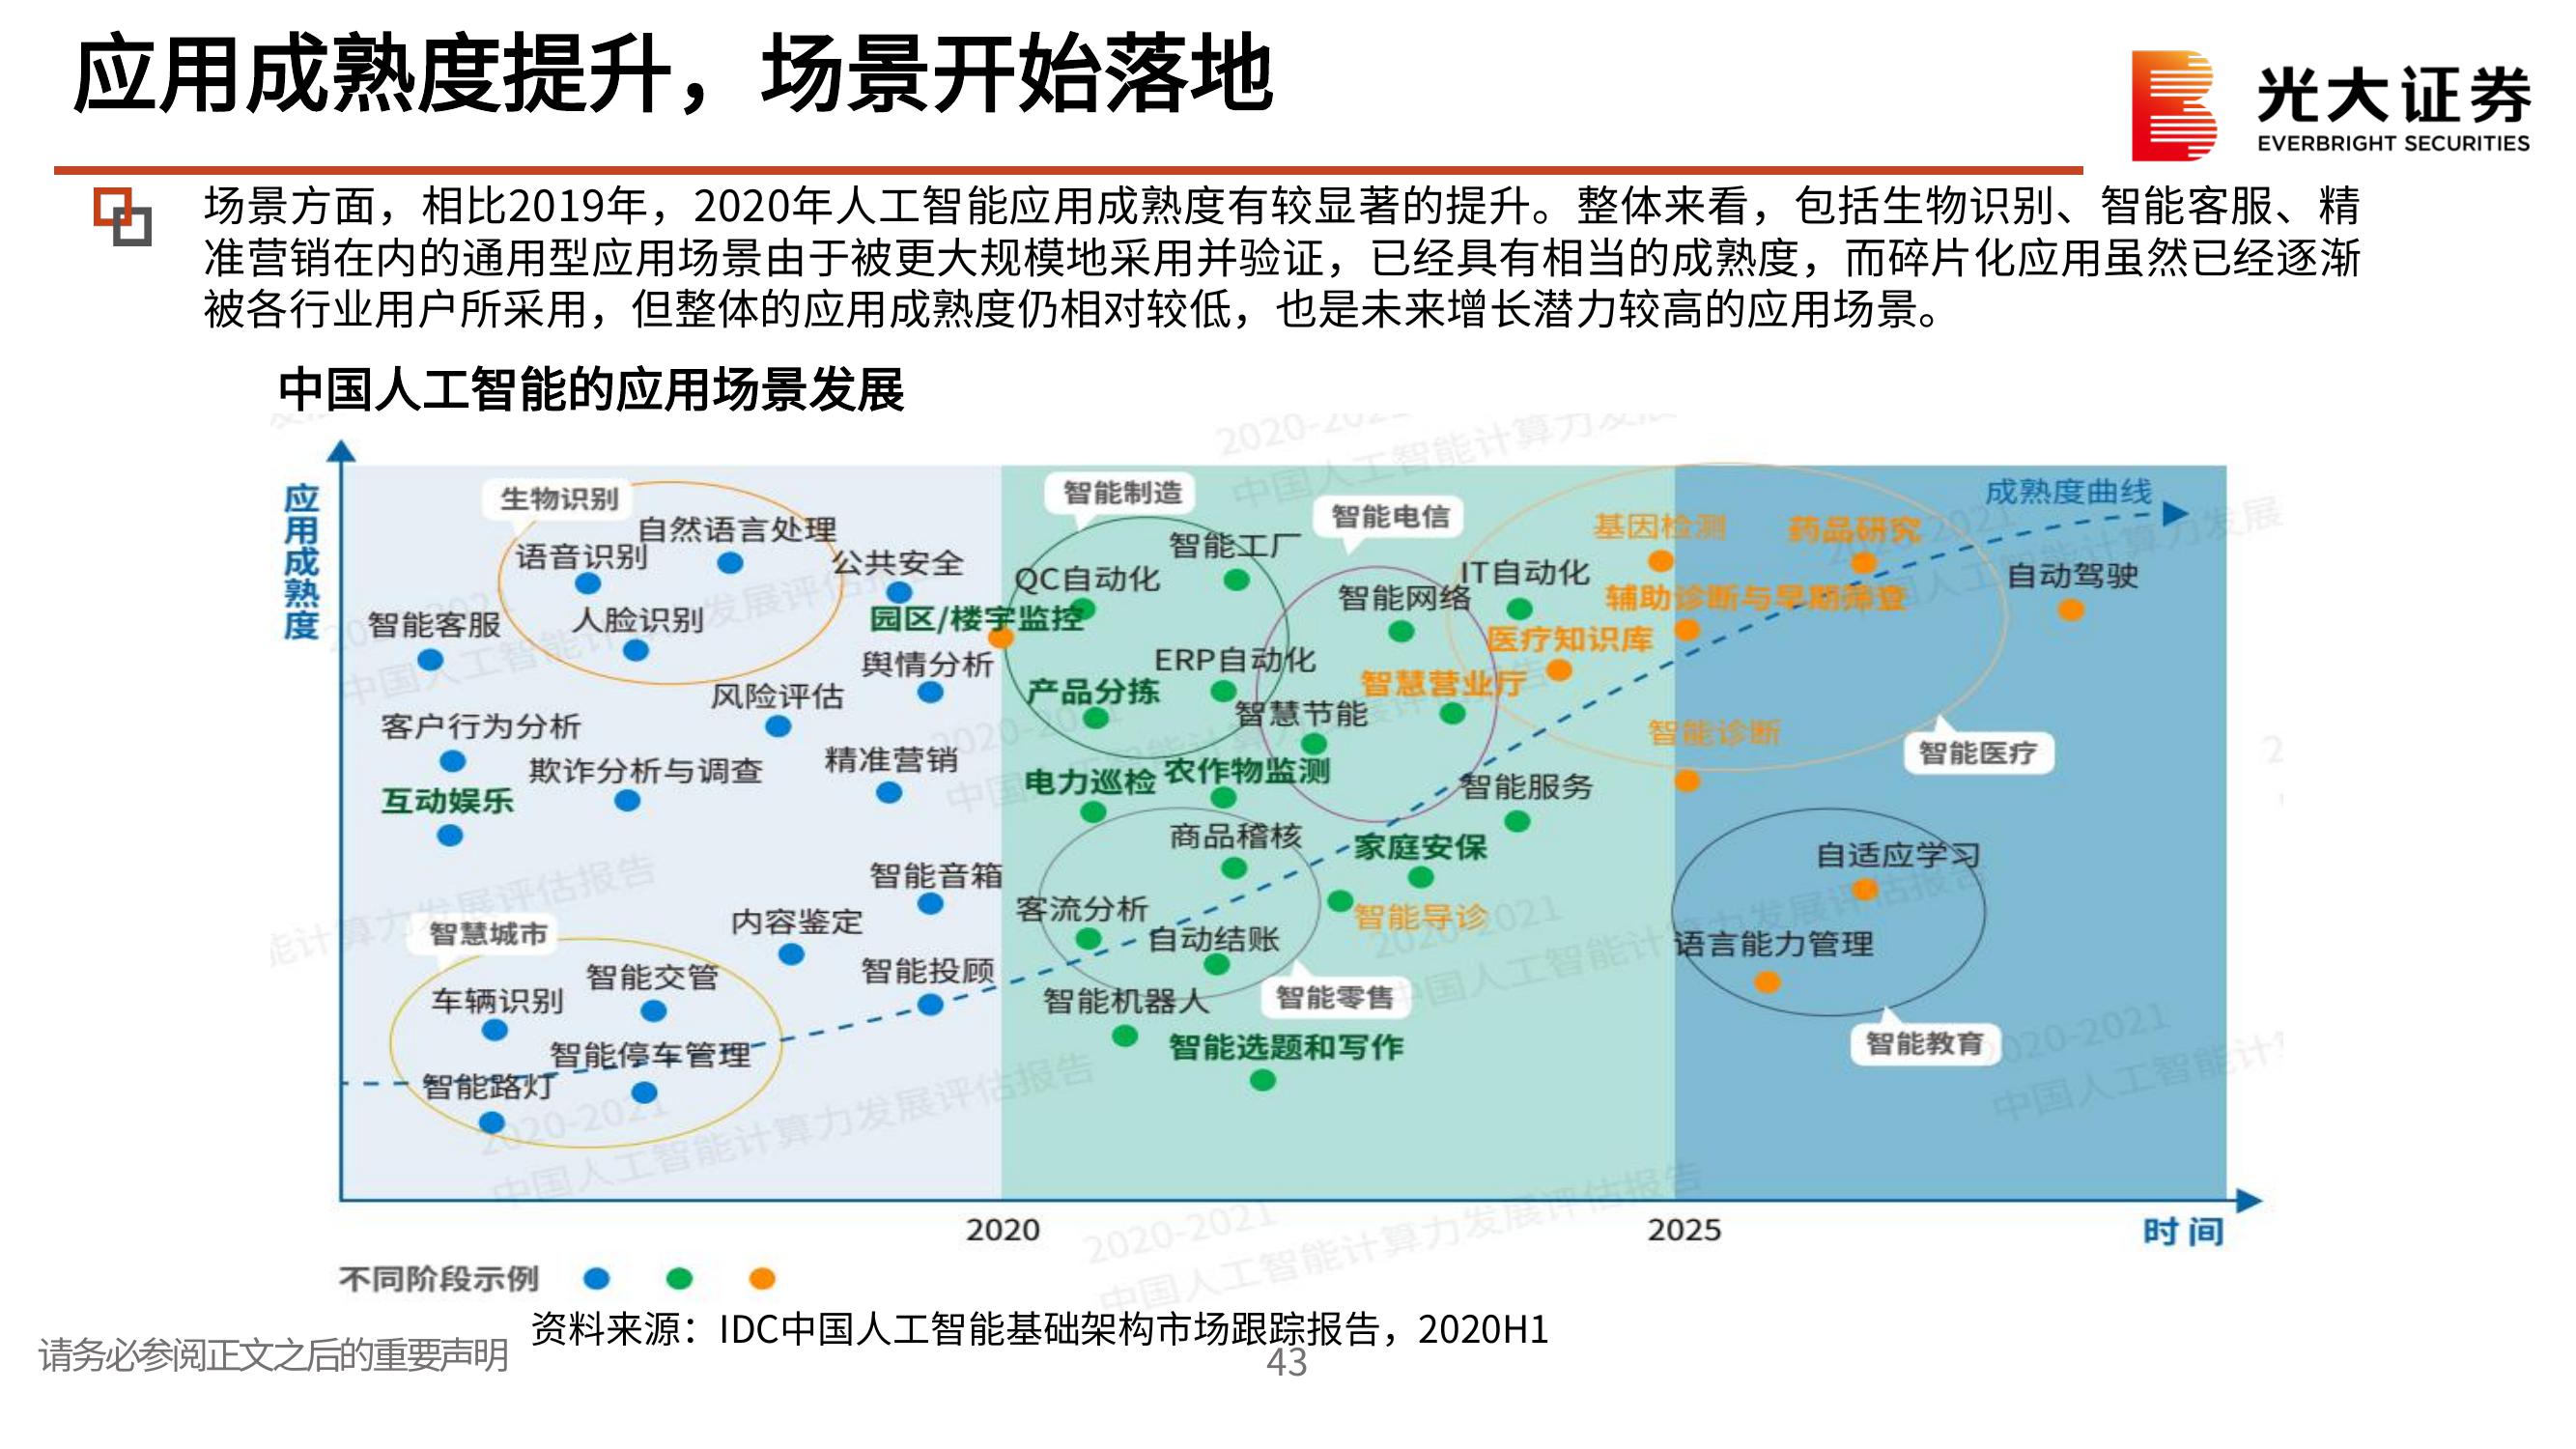 应用成熟度提升，场景开始落地
光大证券
EVERBRIGHT SECURITIES
场景方面，相比2019年，2020年人工智能应用成熟度有较显著的提升。整体来看，包括生物识别、智能客服、精
准营销在内的通用型应用场景由于被更大规模地采用并验证，已经具有相当的成熟度，而碎片化应用虽然已经逐渐
被各行业用户所采用，但整体的应用成熟度仍相对较低，也是未来增长潜力较高的应用场景。
中国人工智能的应用场景发展
应用成熟度
生物识别
自然语言处理
语音识别
人脸识别
公共安全
园区/楼宇监控
智能客服
舆情分析
风险评估
客户行为分析
欺诈分析与调查
精准营销
互动娱乐
智能音箱
内容鉴定
智能投顾
智慧城市
智能交管
车辆识别
智能停车管理
智能路灯
智能制造
智能工厂
QC自动化
ERP自动化
产品分拣
智能电信
智能网络
IT自动化
智慧营业厅
智慧节能
电力巡检
农作物监测
商品稽核
客流分析
自动结账
智能零售
家庭安保
智能服务
智能导诊
智能机器人
智能选题和写作
基因检测
药品研究
辅助诊断与早期筛查
医疗知识库
智能诊断
智能医疗
成熟度曲线
自动驾驶
自适应学习
语言能力管理
智能教育
2020
2025
时间
不同阶段示例
资料来源：IDC中国人工智能基础架构市场跟踪报告，2020H1
请务必参阅正文之后的重要声明
43
2020-2021
中国人工智能计算力发展评估报告